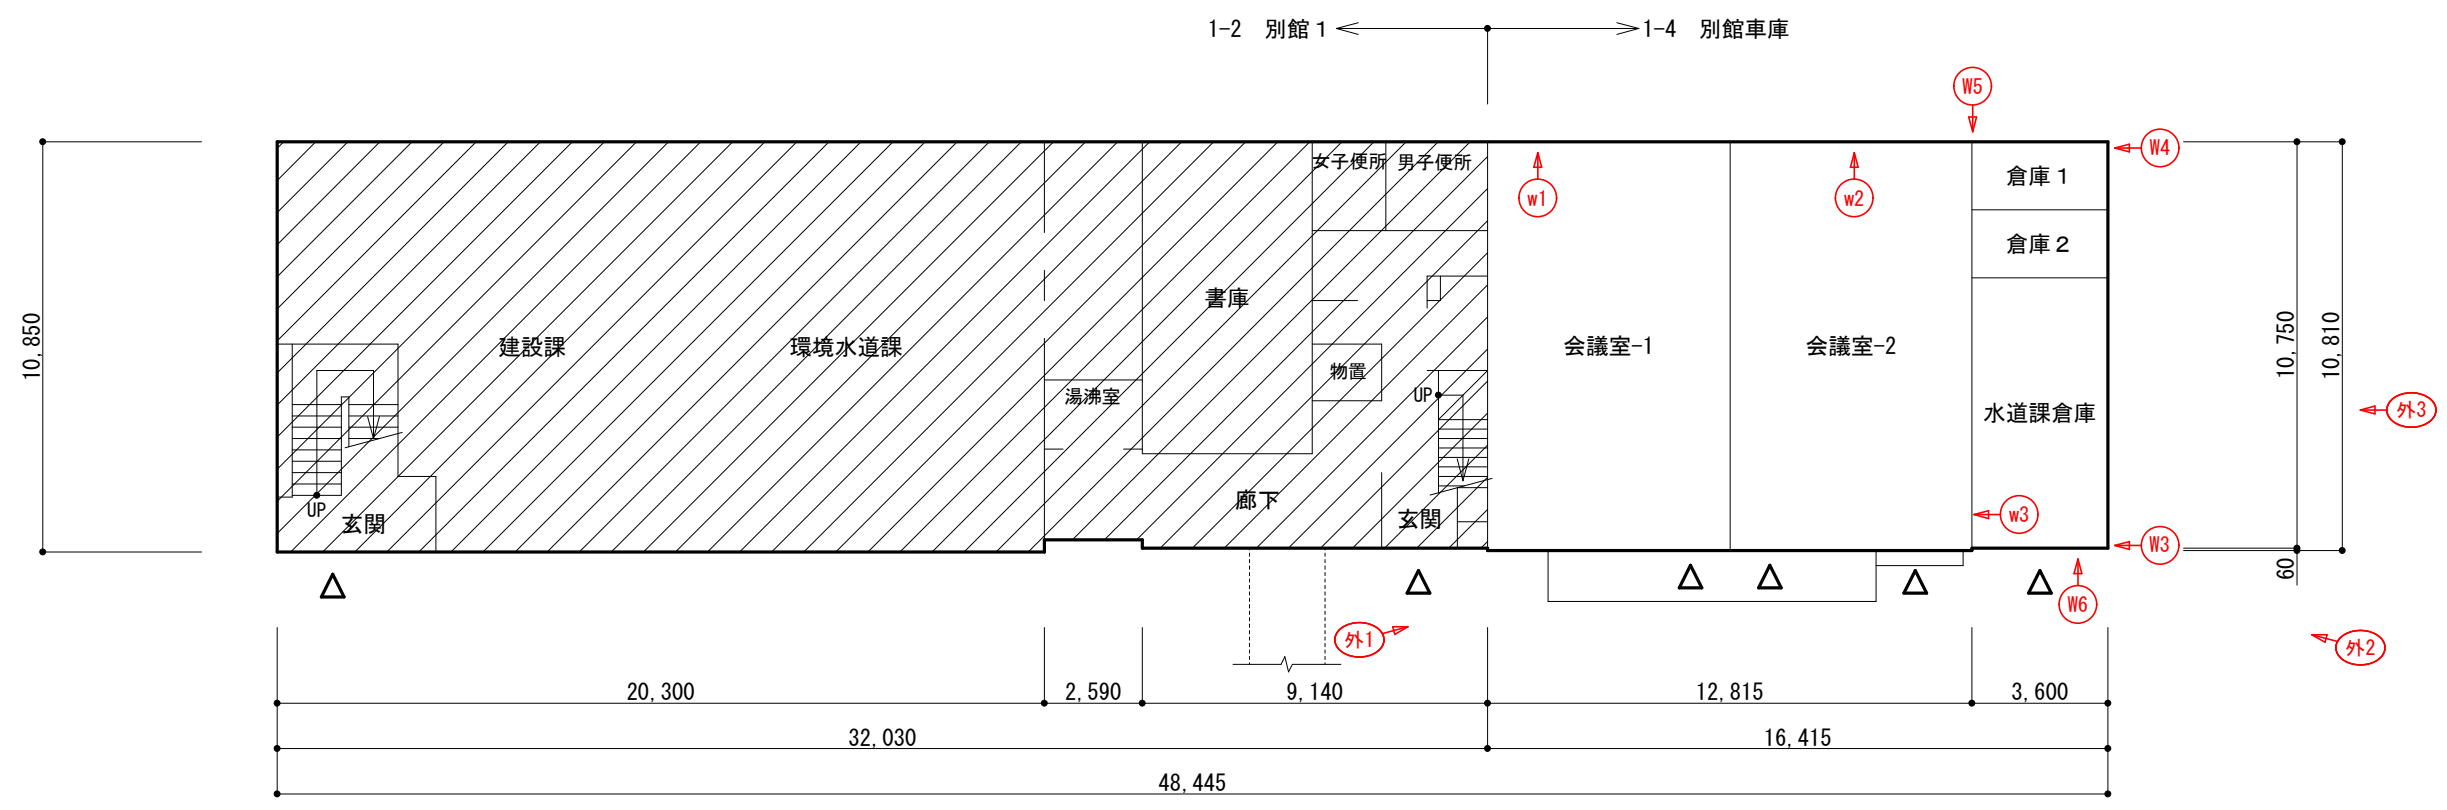 1-2 別館1
1-4 別館車庫
W5
W4
女子便所
男子便所
w1
w2
倉庫1
倉庫2
書庫
10,850
建設課
環境水道課
会議室-1
会議室-2
10,750
10,810
物置
湯沸室
UP
水道課倉庫
外3
UP
玄関
廊下
玄関
w3
W3
60
W6
外1
外2
20,300
2,590
9,140
12,815
3,600
32,030
16,415
48,445